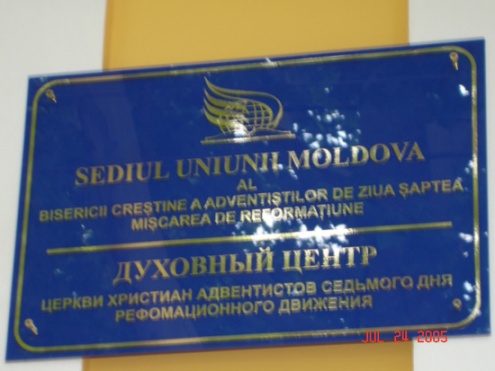 SEDIUL UNIUNII MOLDOVA
AL
BISERICII CREȘTINE A ADVENTIȘTILOR DE ZIUA ȘAPTEA
MIȘCAREA DE REFORMAȚIUNE
ДУХОВНЫЙ ЦЕНТР
ЦЕРКВИ ХРИСТИАН АДВЕНТИСТОВ СЕДЬМОГО ДНЯ
РЕФОМАЦИОННОГО ДВИЖЕНИЯ
JUL 24 2005